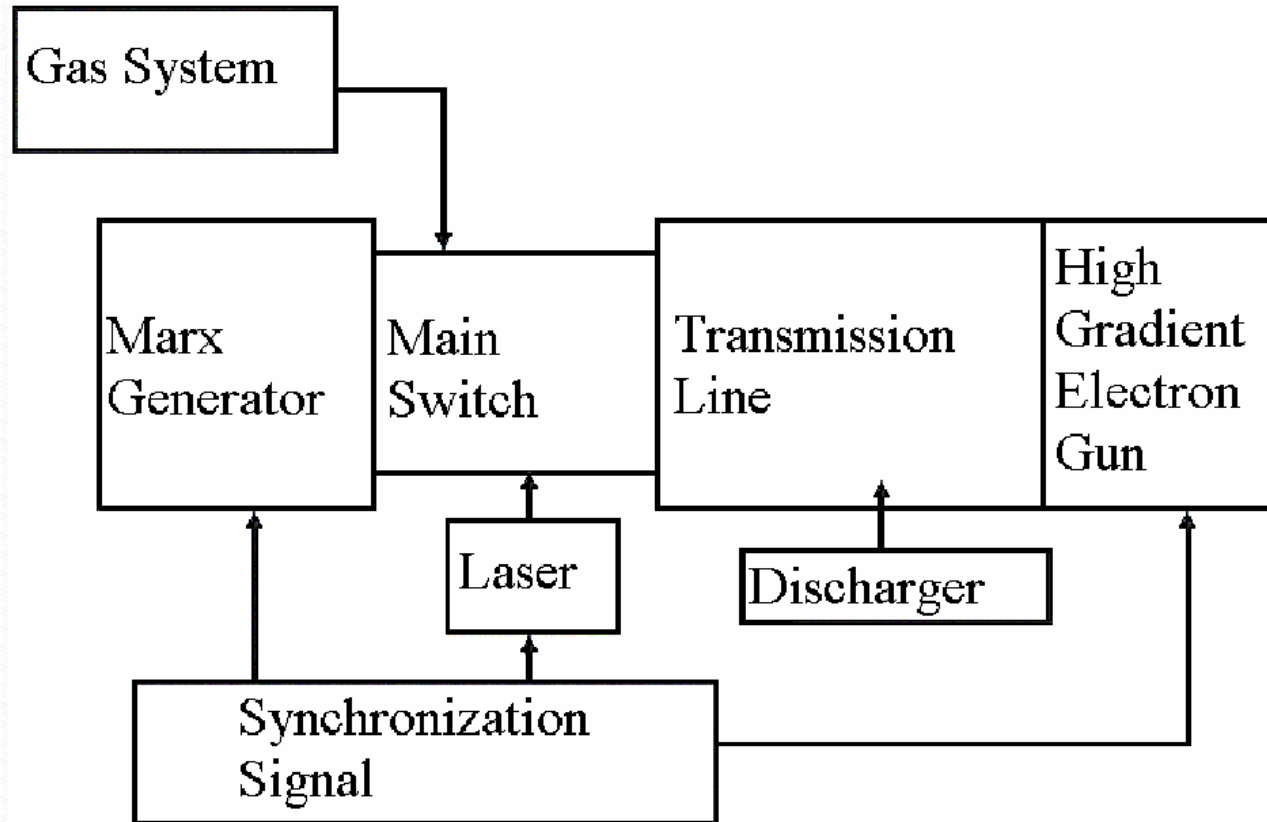 Gas System
Marx
Generator
Main
Switch
Transmission
Line
High
Gradient
Electron
Gun
Laser
Discharger
Synchronization
Signal